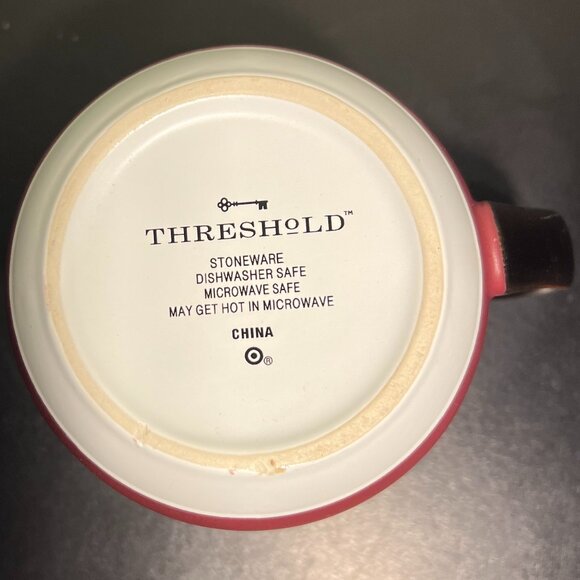 THRESHOLD™
STONEWARE
DISHWASHER SAFE
MICROWAVE SAFE
MAY GET HOT IN MICROWAVE
CHINA
®